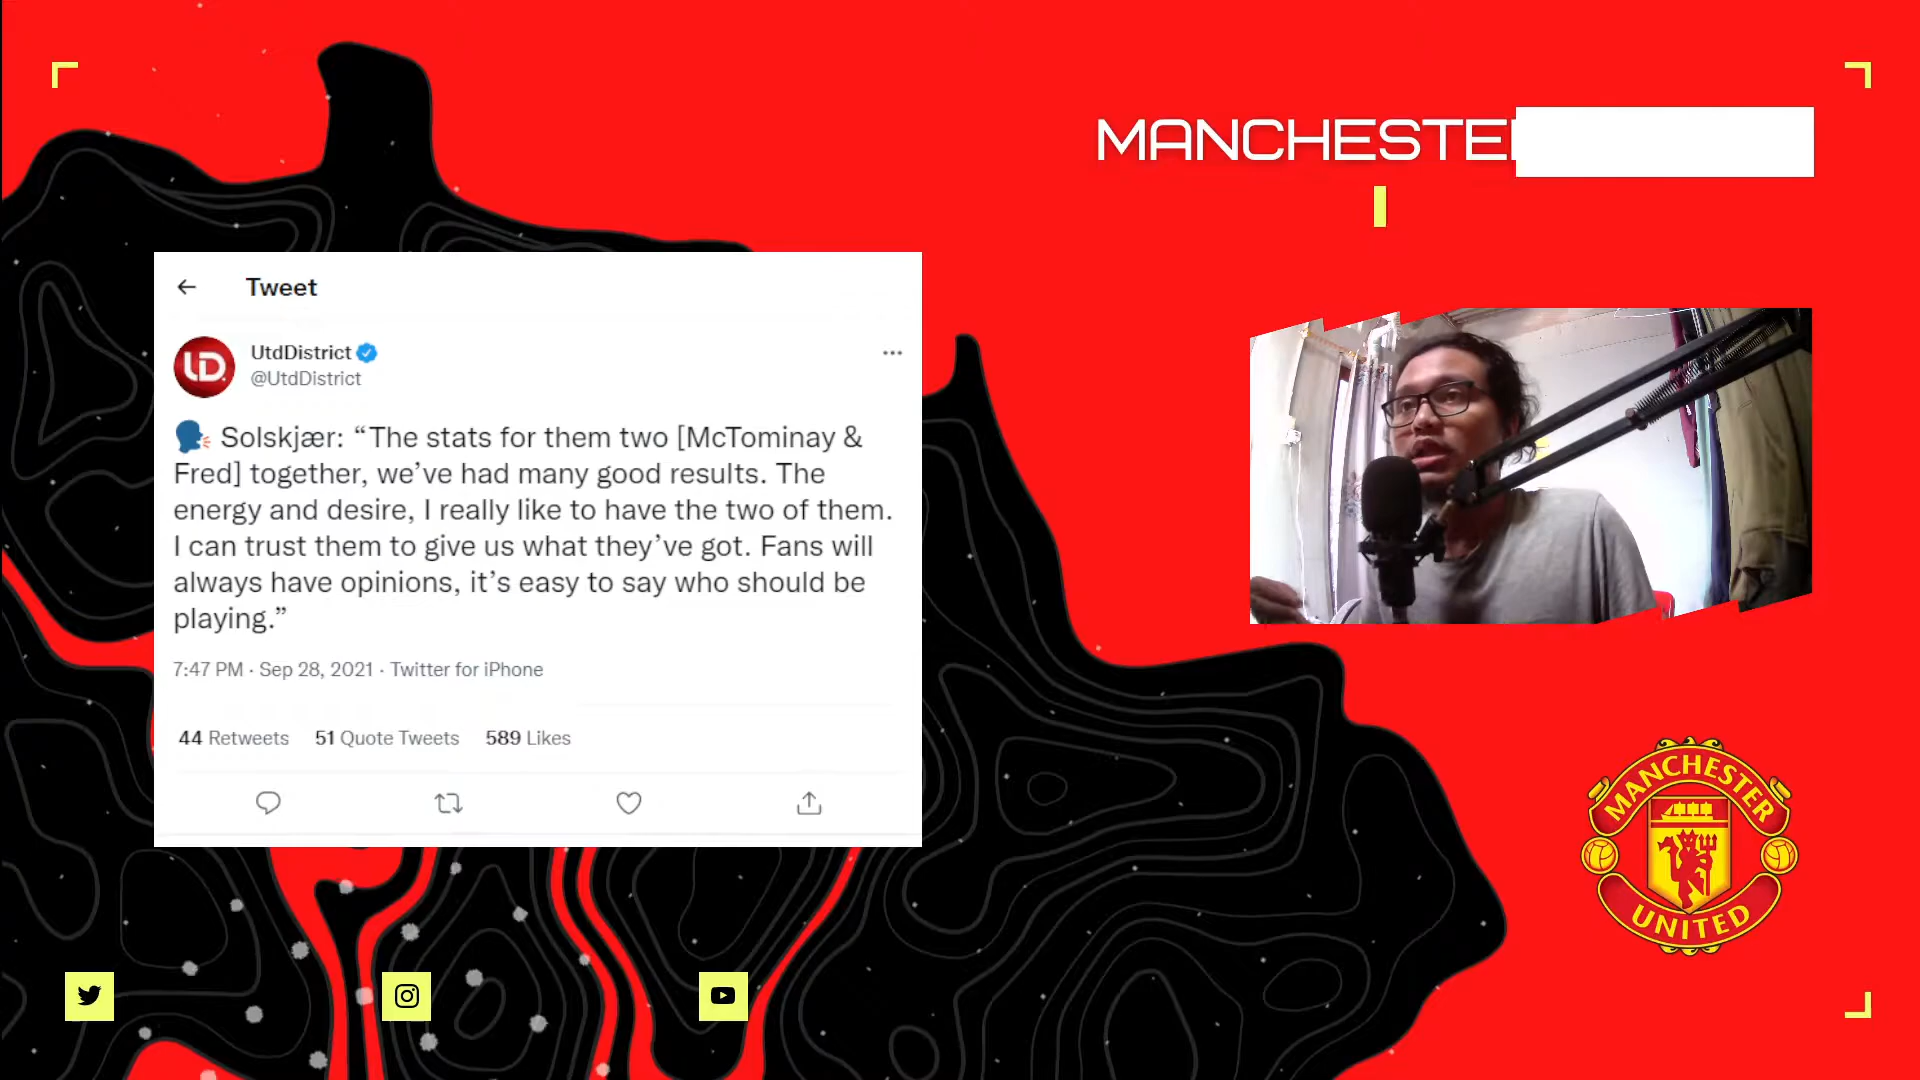 MANCHESTE
Tweet
UtdDistrict
@UtdDistrict
Solskjær: “The stats for them two [McTominay &
Fred] together, we’ve had many good results. The
energy and desire, I really like to have the two of them.
I can trust them to give us what they’ve got. Fans will
always have opinions, it’s easy to say who should be
playing.”
7:47 PM · Sep 28, 2021 · Twitter for iPhone
44 Retweets 51 Quote Tweets 589 Likes
MANCHESTER
UNITED